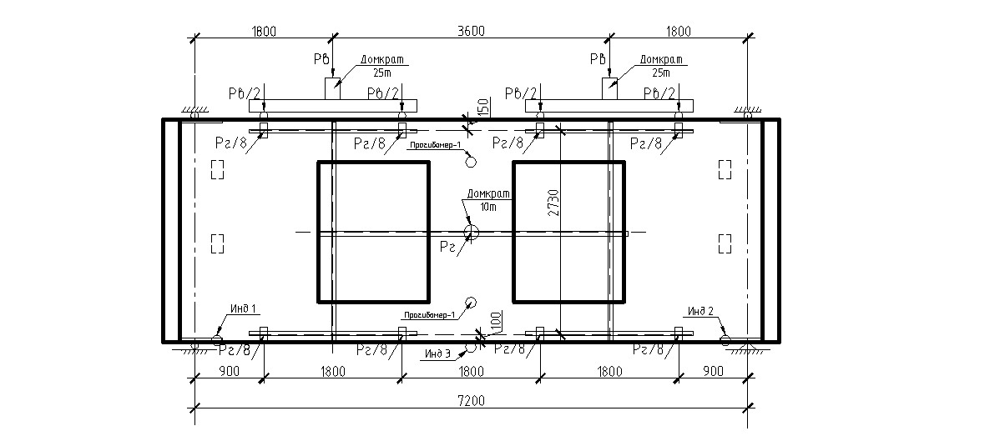 1800 3600 1800
Рв Домкрат 25т Рв Домкрат 25т
Рв/2 Рв/2 Рв/2 Рв/2
150
Рг/8 Рг/8 Рг/8 Рг/8
Прогибомер-1
Домкрат
10т
2730
Рг
Инд 1 Прогибомер-1 Инд 2
100
Рг/8 Рг/8 Рг/8 Рг/8
Инд 3
900 1800 1800 1800 900
7200